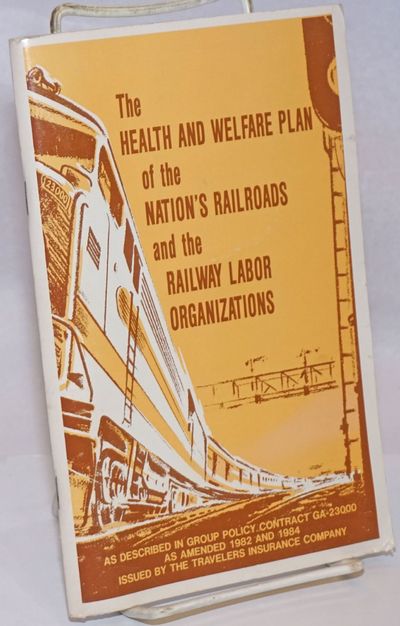 The
HEALTH AND WELFARE PLAN
of the
NATION'S RAILROADS
and the
RAILWAY LABOR
ORGANIZATIONS
23000
AS DESCRIBED IN GROUP POLICY CONTRACT GA-23000
AS AMENDED 1982 AND 1984
ISSUED BY THE TRAVELERS INSURANCE COMPANY